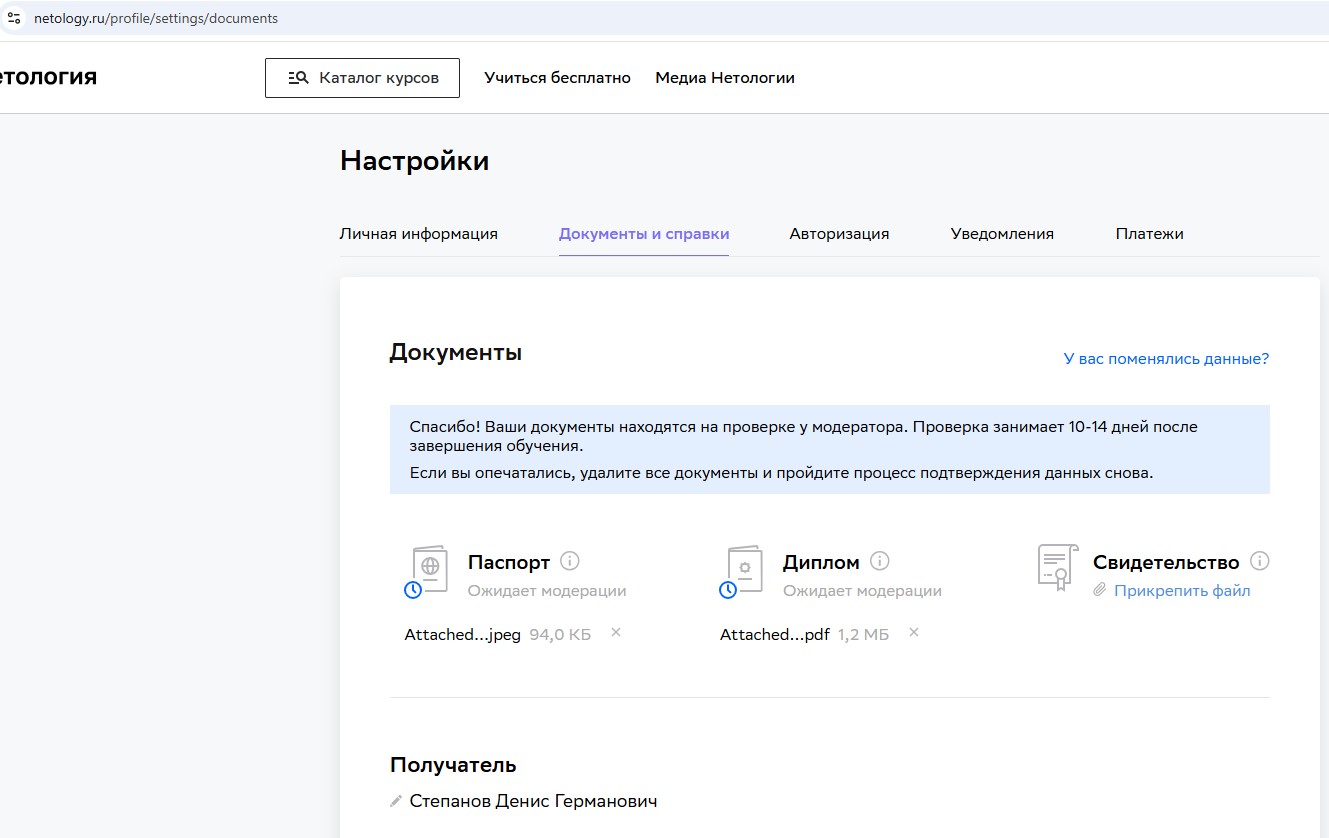 netology.ru/profile/settings/documents
етология
Каталог курсов Учиться бесплатно Медиа Нетологии
Настройки
Личная информация Документы и справки Авторизация Уведомления Платежи
Документы
У вас поменялись данные?
Спасибо! Ваши документы находятся на проверке у модератора. Проверка занимает 10-14 дней после
завершения обучения.
Если вы опечатались, удалите все документы и пройдите процесс подтверждения данных снова.
Паспорт Диплом Свидетельство
Ожидает модерации Ожидает модерации Прикрепить файл
Attached...jpeg 94,0 КБ Attached...pdf 1,2 МБ
Получатель
Степанов Денис Германович